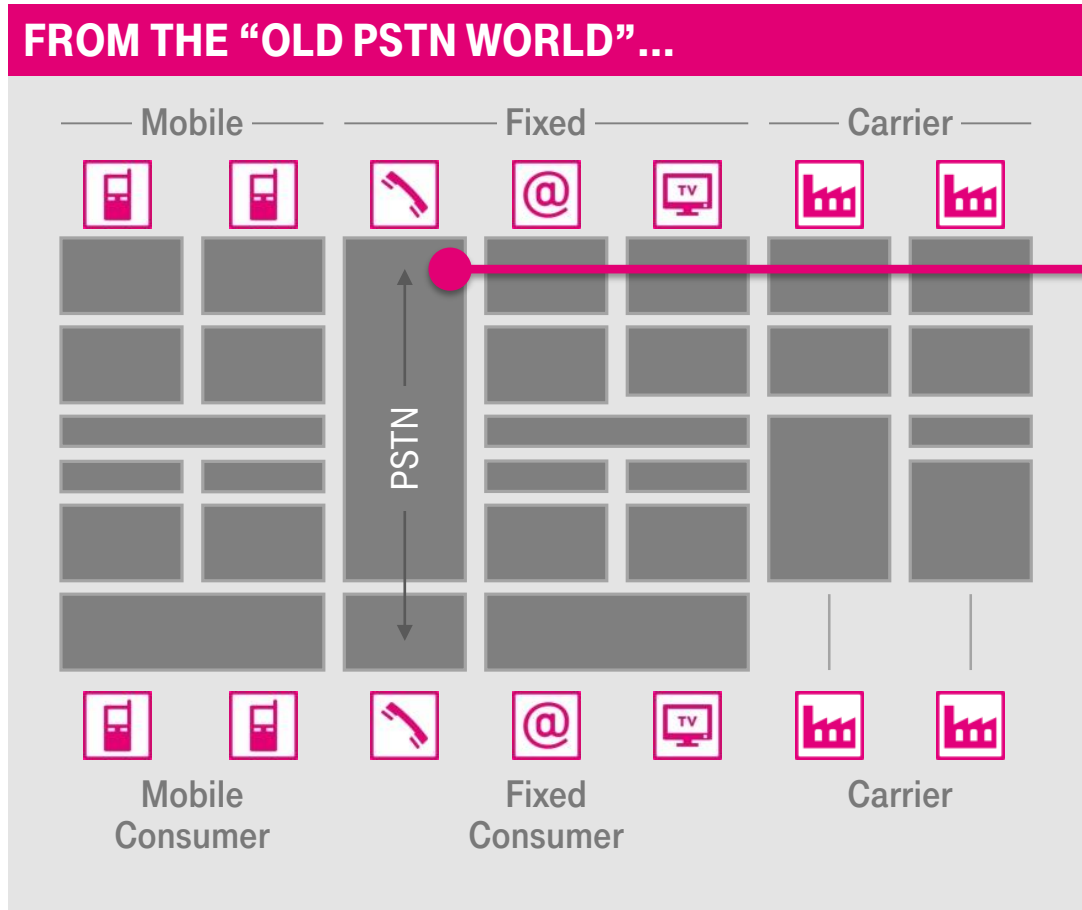 FROM THE “OLD PSTN WORLD”...
Mobile Fixed Carrier
@ TV
PSTN
@ TV
Mobile Consumer
Fixed Consumer
Carrier